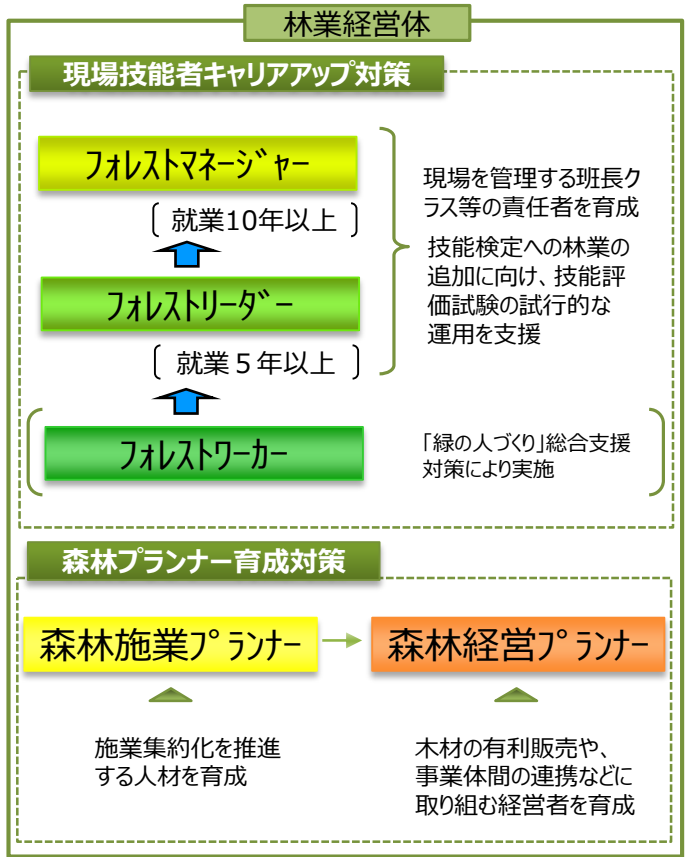 林業経営体
現場技能者キャリアアップ対策
フォレストマネージャー
〔 就業10年以上 〕
フォレストリーダー
〔 就業５年以上 〕
フォレストワーカー
現場を管理する班長ク
ラス等の責任者を育成
技能検定への林業の
追加に向け、技能評
価試験の試行的な
運用を支援
「緑の人づくり」総合支援
対策により実施
森林プランナー育成対策
森林施業プランナー
森林経営プランナー
施業集約化を推進
する人材を育成
木材の有利販売や、
事業体間の連携などに
取り組む経営者を育成